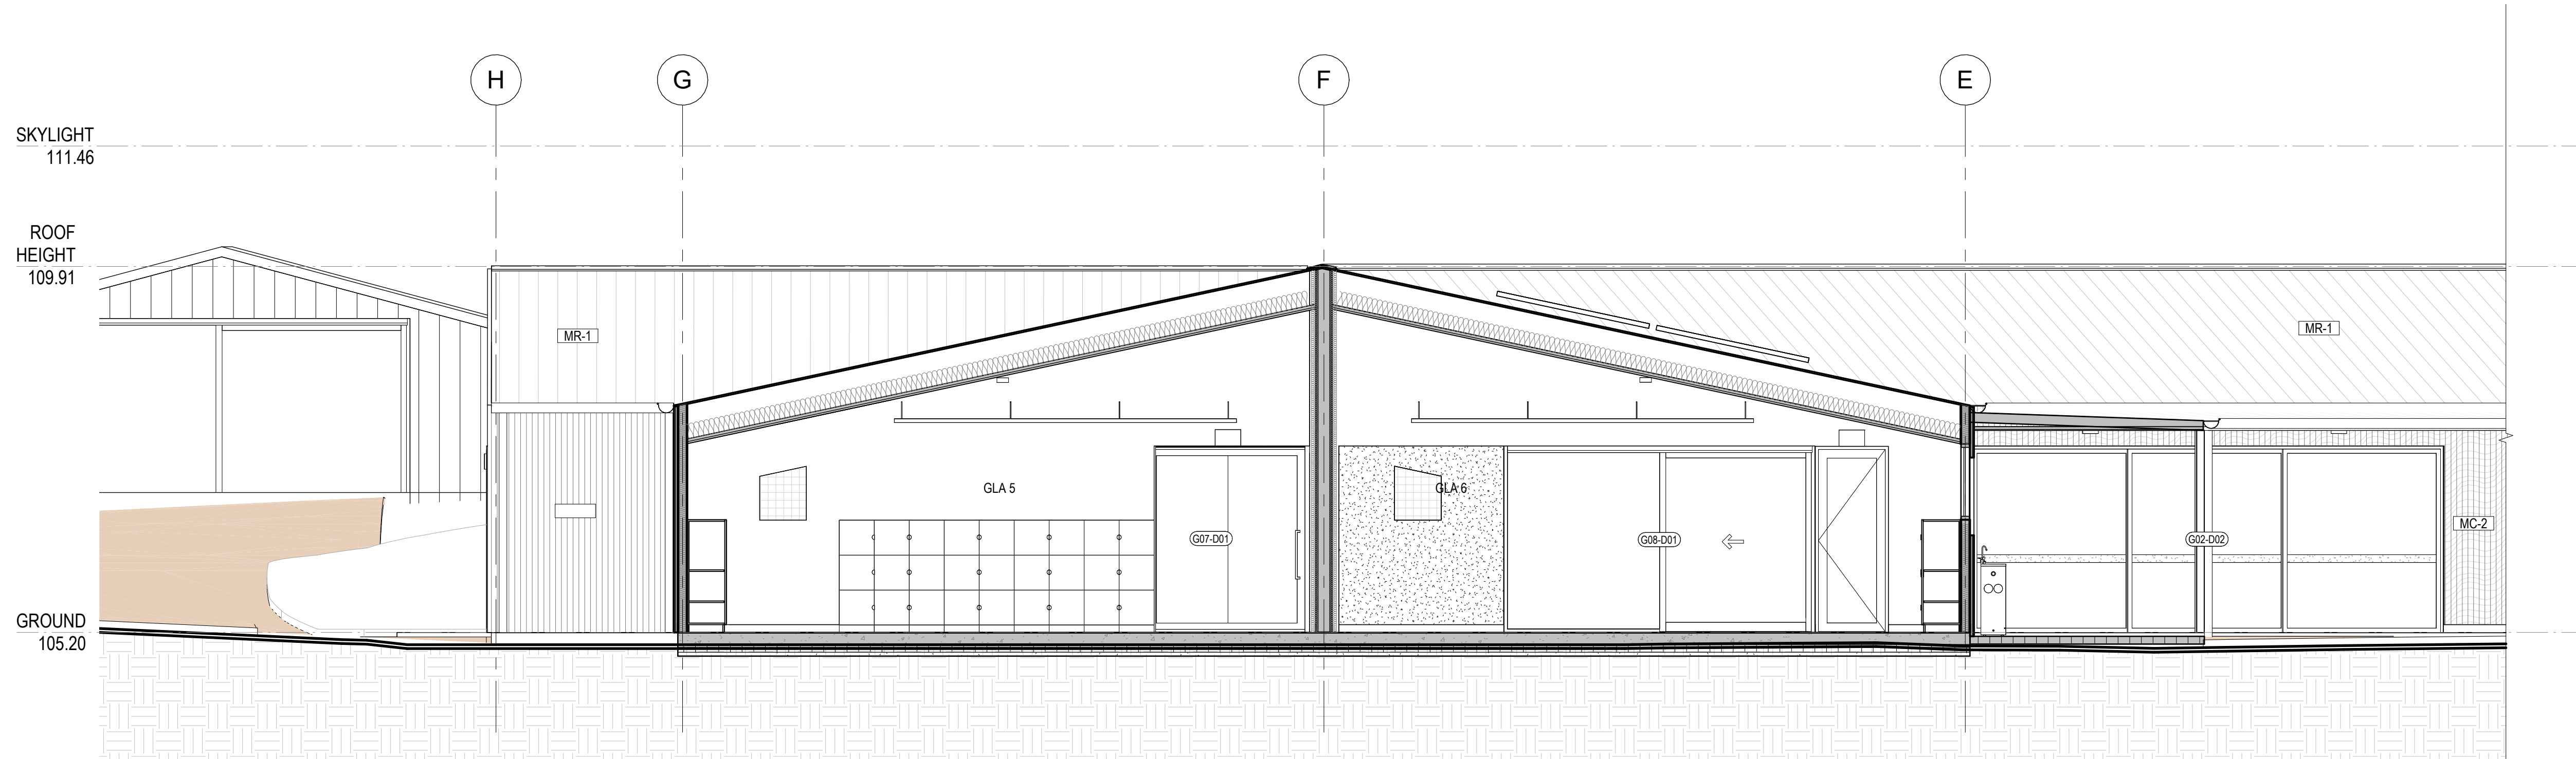 H
G
F
E
SKYLIGHT
111.46
ROOF
HEIGHT
109.91
MR-1
MR-1
GLA 5
GLA 6
MC-2
G07-D01
G08-D01
G02-D02
GROUND
105.20